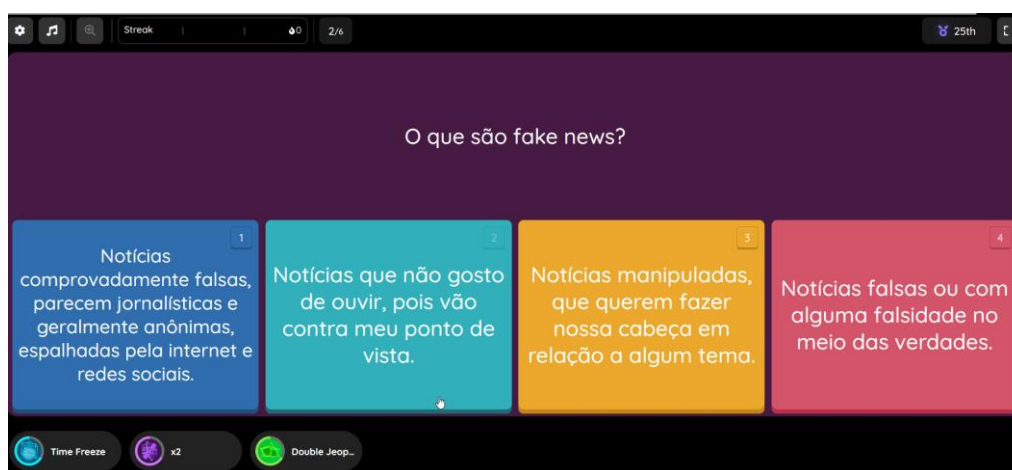 Streak
0
2/6
25th
O que são fake news?
1
Notícias
comprovadamente falsas,
parecem jornalísticas e
geralmente anônimas,
espalhadas pela internet e
redes sociais.
2
Notícias que não gosto
de ouvir, pois vão
contra meu ponto de
vista.
3
Notícias manipuladas,
que querem fazer
nossa cabeça em
relação a algum tema.
4
Notícias falsas ou com
alguma falsidade no
meio das verdades.
Time Freeze
x2
Double Jeop...